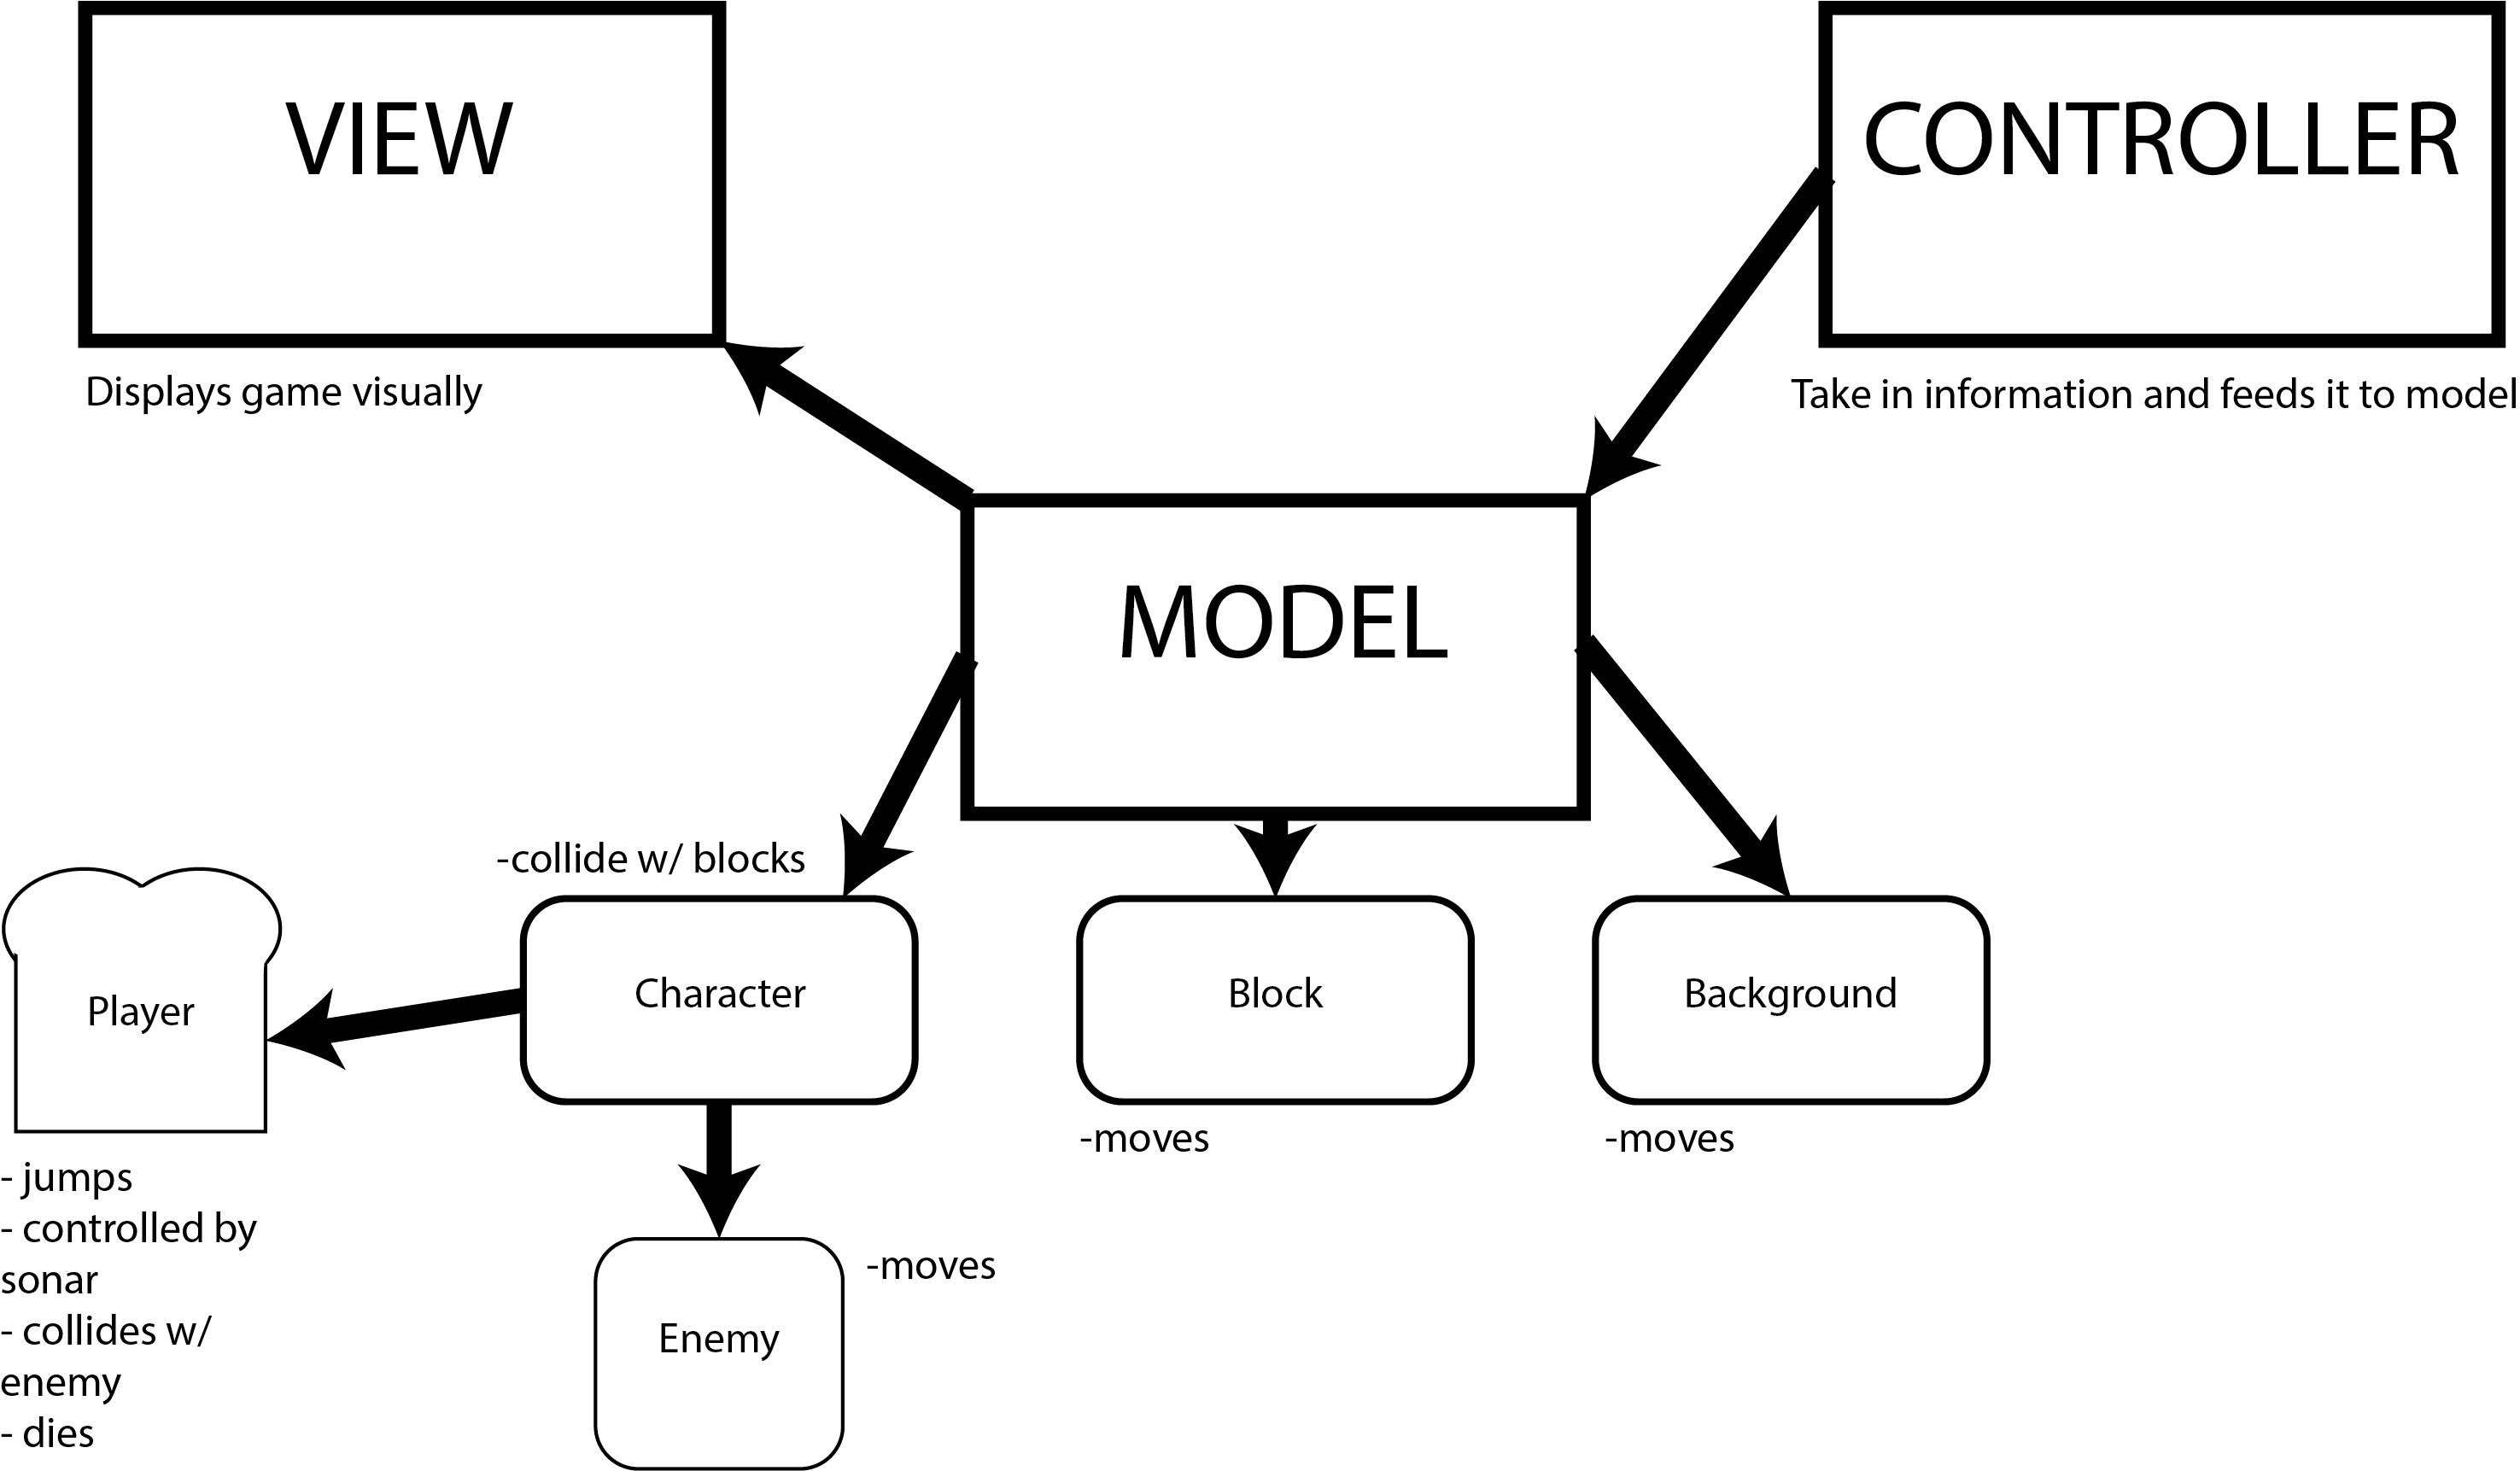 VIEW
CONTROLLER
Displays game visually
Take in information and feeds it to model
MODEL
-collide w/ blocks
Player
Character
Block
Background
-moves
-moves
- jumps
- controlled by
sonar
- collides w/
enemy
- dies
-moves
Enemy